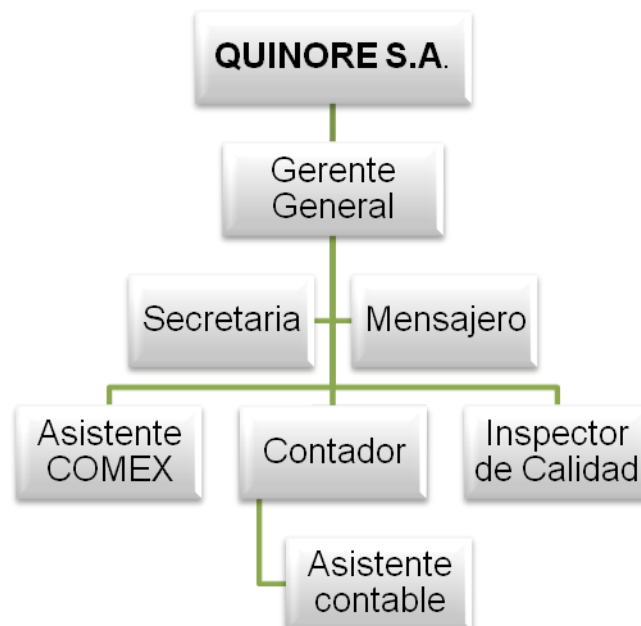 QUINORE S.A.
Gerente
General
Secretaria
Mensajero
Asistente
COMEX
Contador
Inspector
de Calidad
Asistente
contable